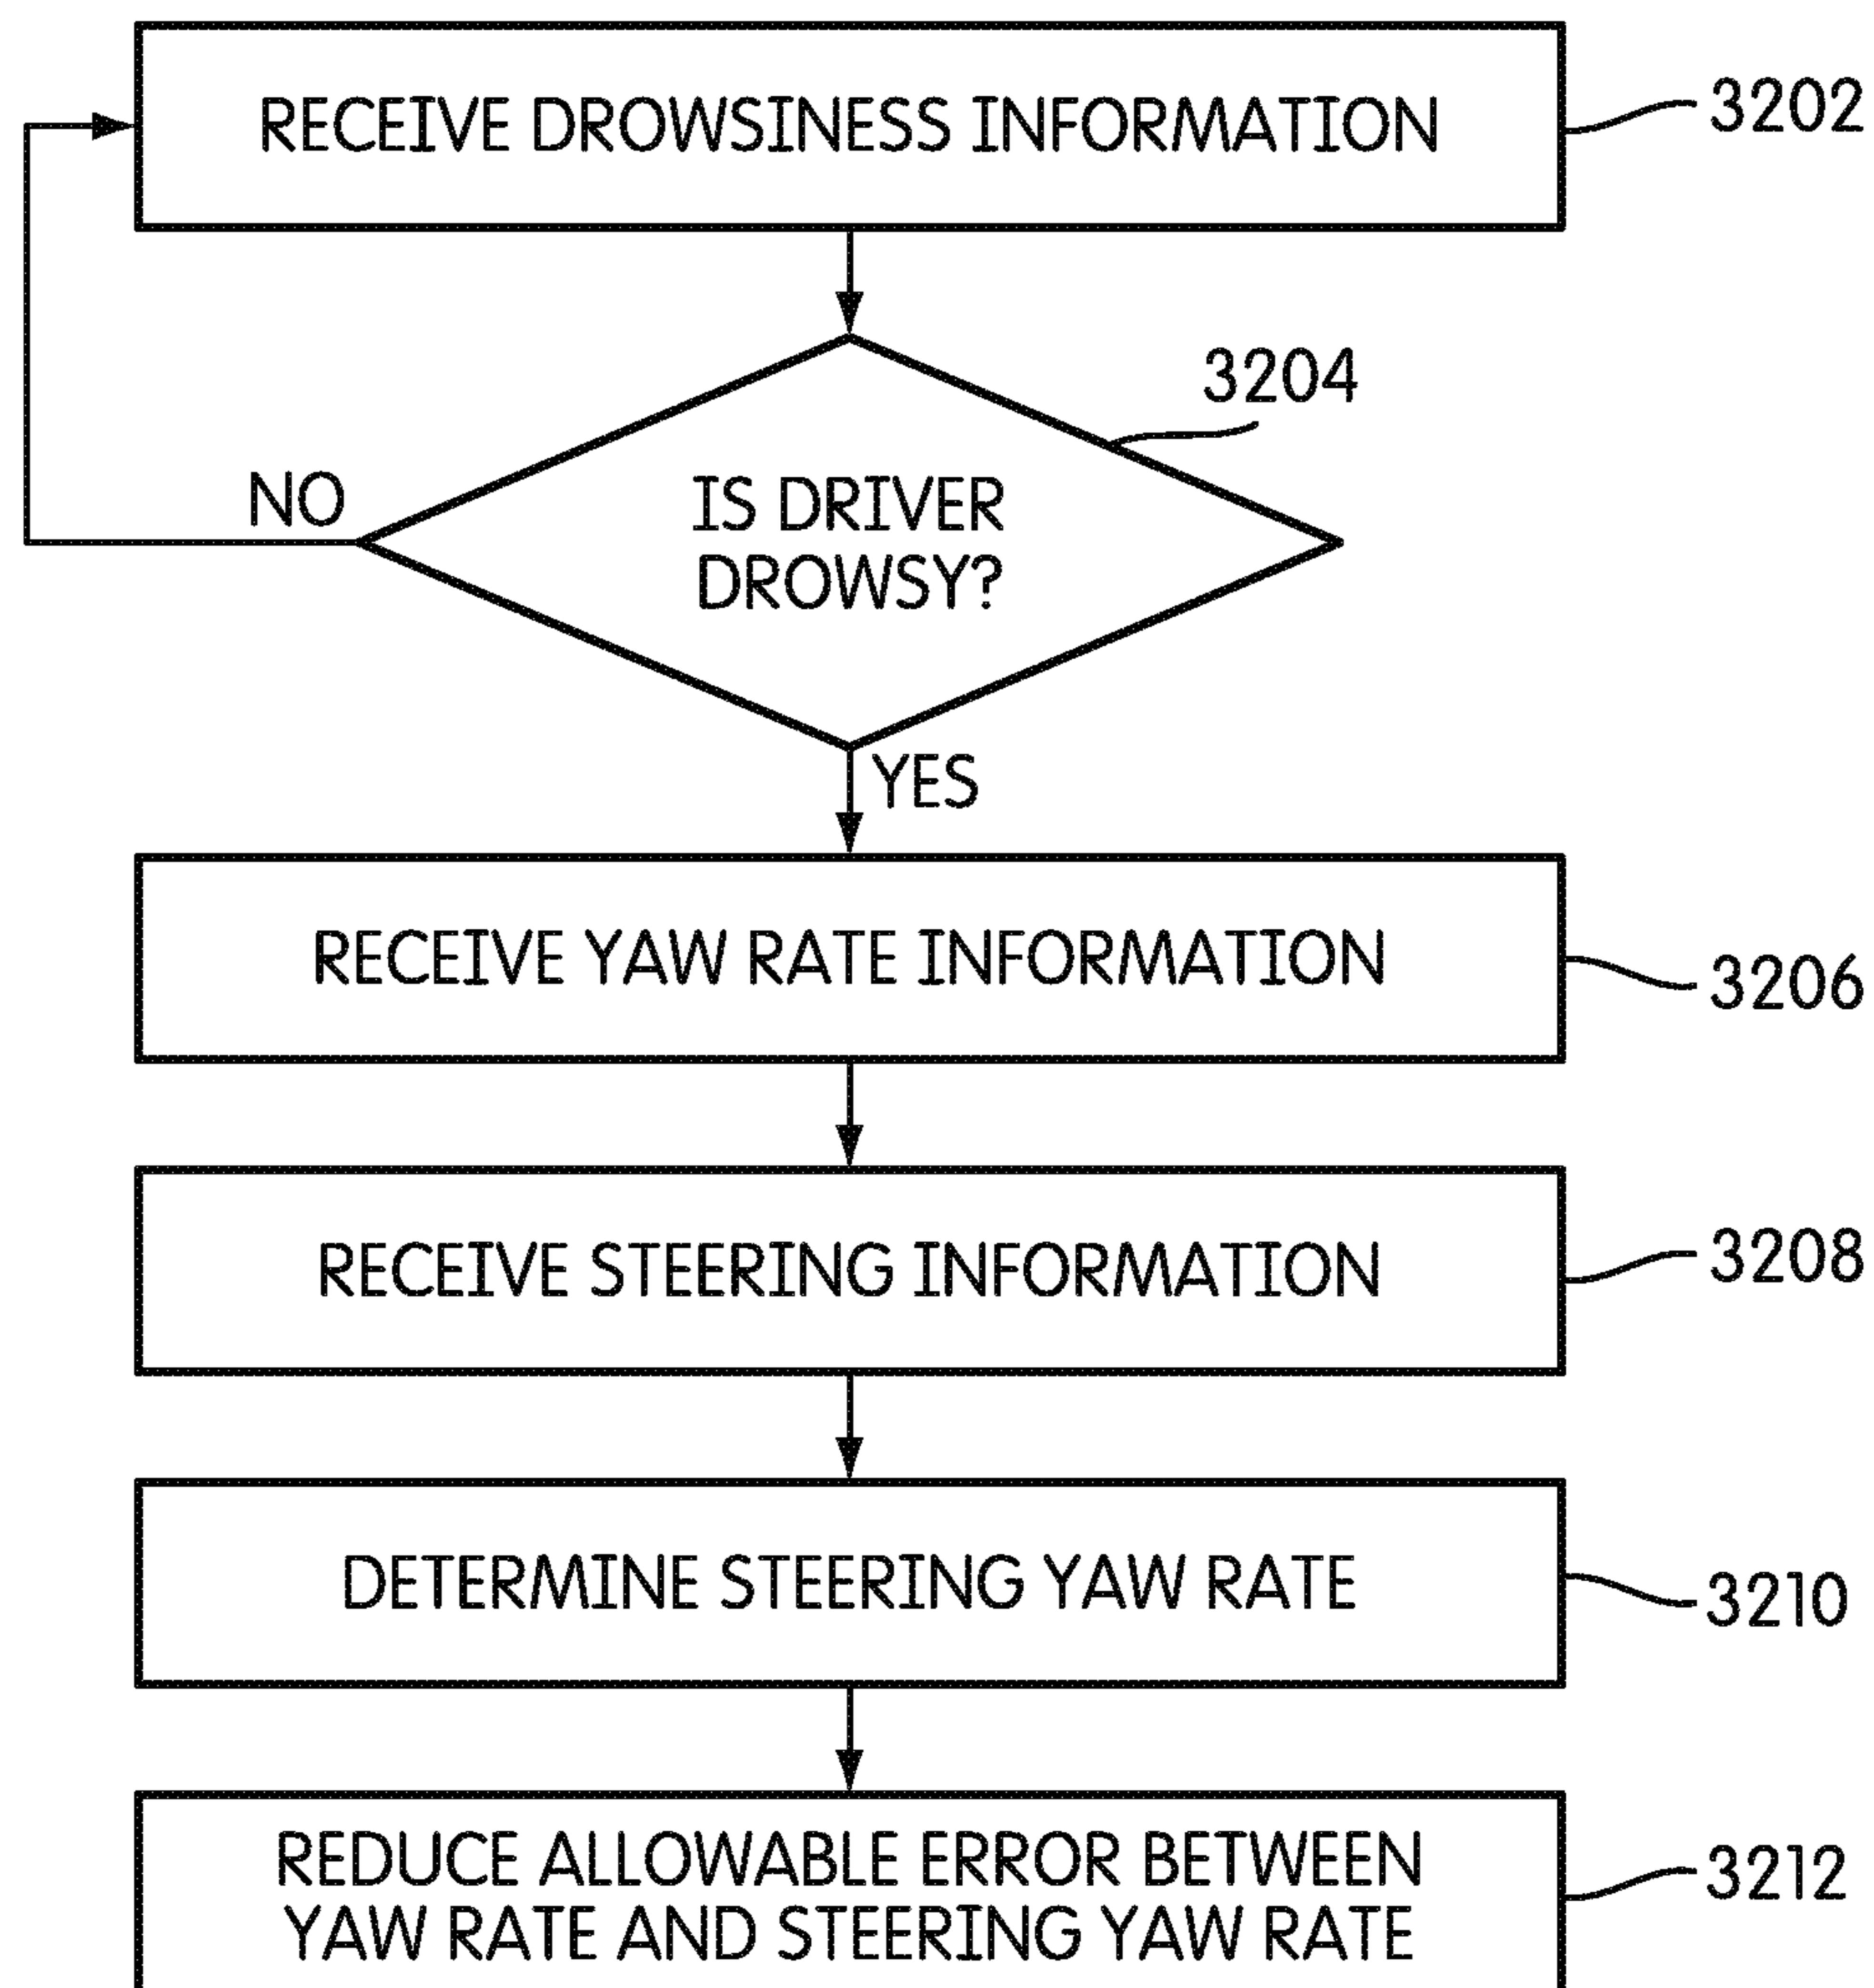 RECEIVE DROWSINESS INFORMATION
3202
3204
IS DRIVER
DROWSY?
NO
YES
RECEIVE YAW RATE INFORMATION
3206
RECEIVE STEERING INFORMATION
3208
DETERMINE STEERING YAW RATE
3210
REDUCE ALLOWABLE ERROR BETWEEN
YAW RATE AND STEERING YAW RATE
3212